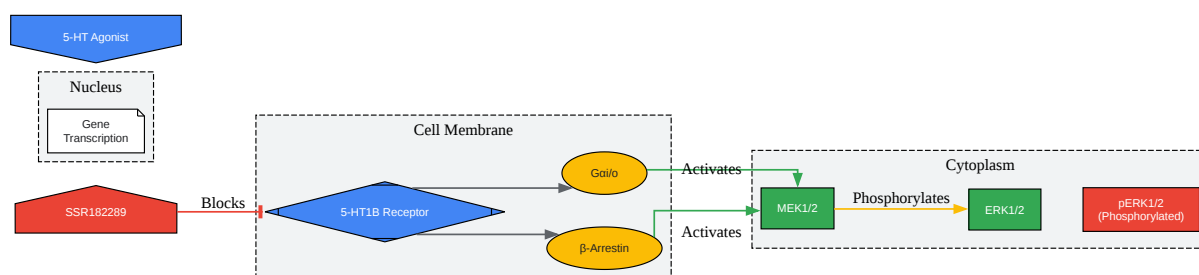 5-HT Agonist
Nucleus
Gene
Transcription
SSR182289
Blocks
Cell Membrane
5-HT1B Receptor
Gαi/o
β-Arrestin
Activates
Activates
Cytoplasm
MEK1/2
Phosphorylates
ERK1/2
pERK1/2
(Phosphorylated)